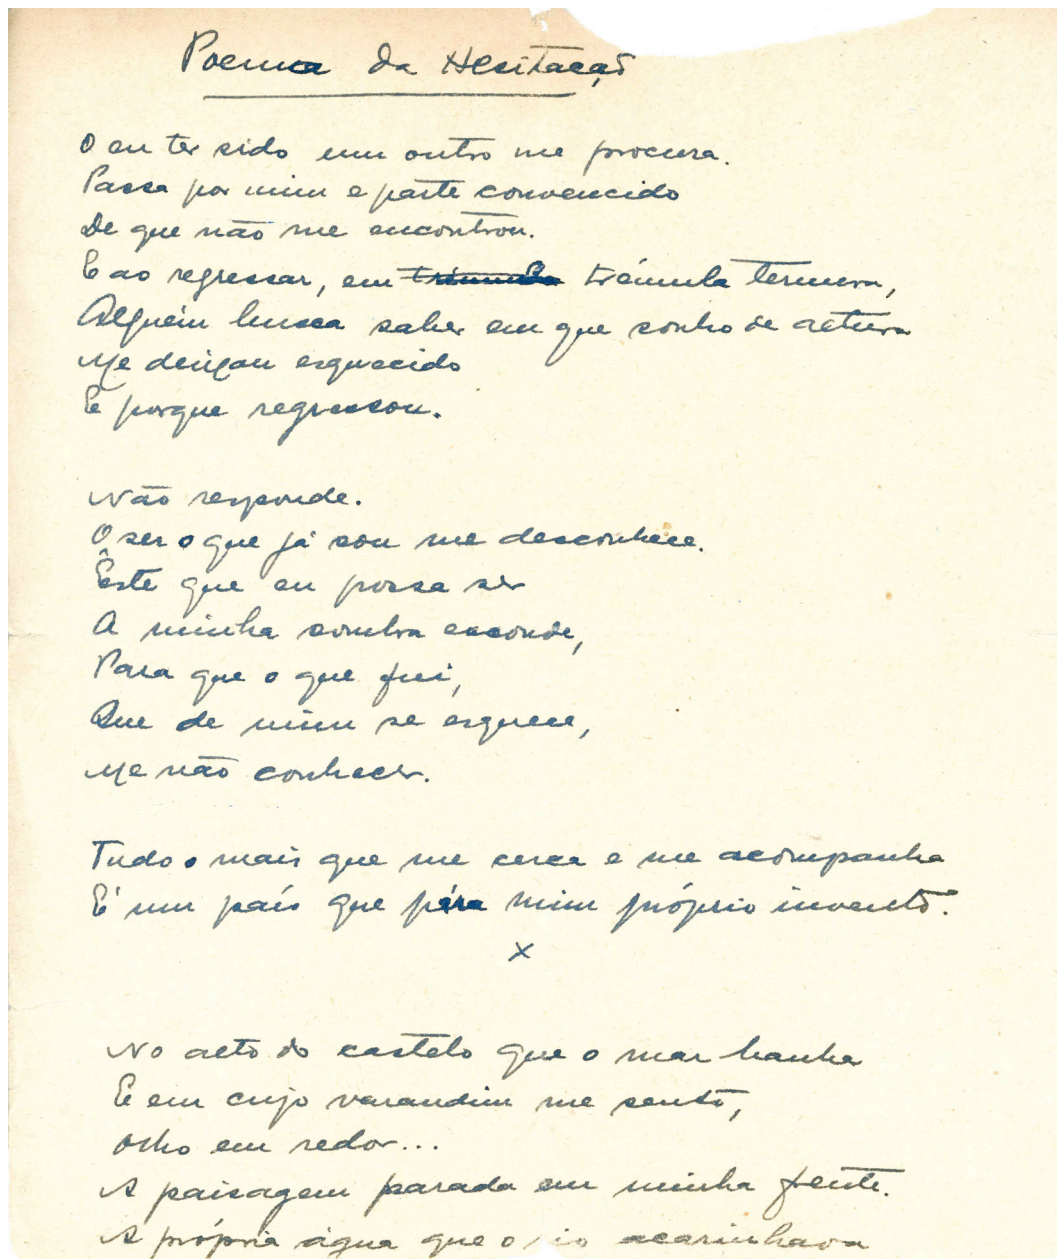 Poema da Hesitação
O eu ter sido um outro me procura.
Passa por mim e parte convencido
De que não me encontrou.
E ao regressar, em trémula ternura,
Alguém busca saber em que sonho de altura
Me deixou esquecido
E porque regressou.
Não responde.
O ser o que já sou me desconhece.
Êste que eu possa ser
A minha sombra esconde,
Para que o que fui,
Que de mim se esquece,
Me não conhecer.
Tudo o mais que me cerca e me acompanha
É um país que pára mim próprio invento.
x
No alto do castelo que o mar banha
E em cujo varandim me sento,
Olho em redor...
A paisagem parada em minha frente.
A própria água que o rio acarinhava